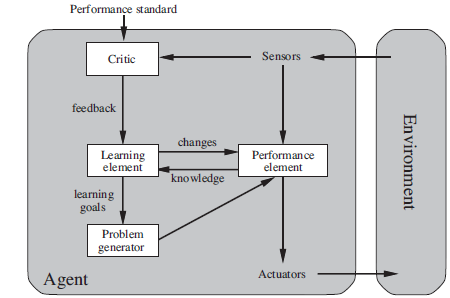 Performance standard
Critic
Sensors
feedback
changes
Learning
element
Performance
element
knowledge
learning
goals
Problem
generator
Agent
Actuators
Environment